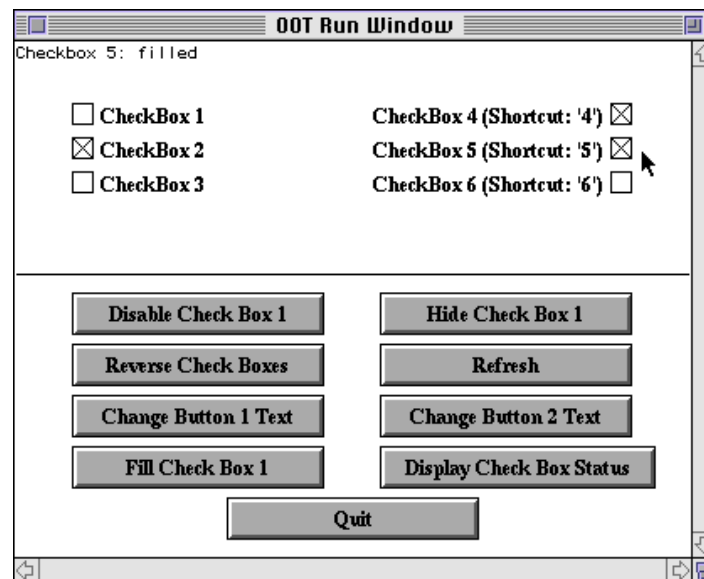 OOT Run Window
Checkbox 5: filled
CheckBox 1 CheckBox 4 (Shortcut: '4')
CheckBox 2 CheckBox 5 (Shortcut: '5')
CheckBox 3 CheckBox 6 (Shortcut: '6')
Disable Check Box 1 Hide Check Box 1
Reverse Check Boxes Refresh
Change Button 1 Text Change Button 2 Text
Fill Check Box 1 Display Check Box Status
Quit